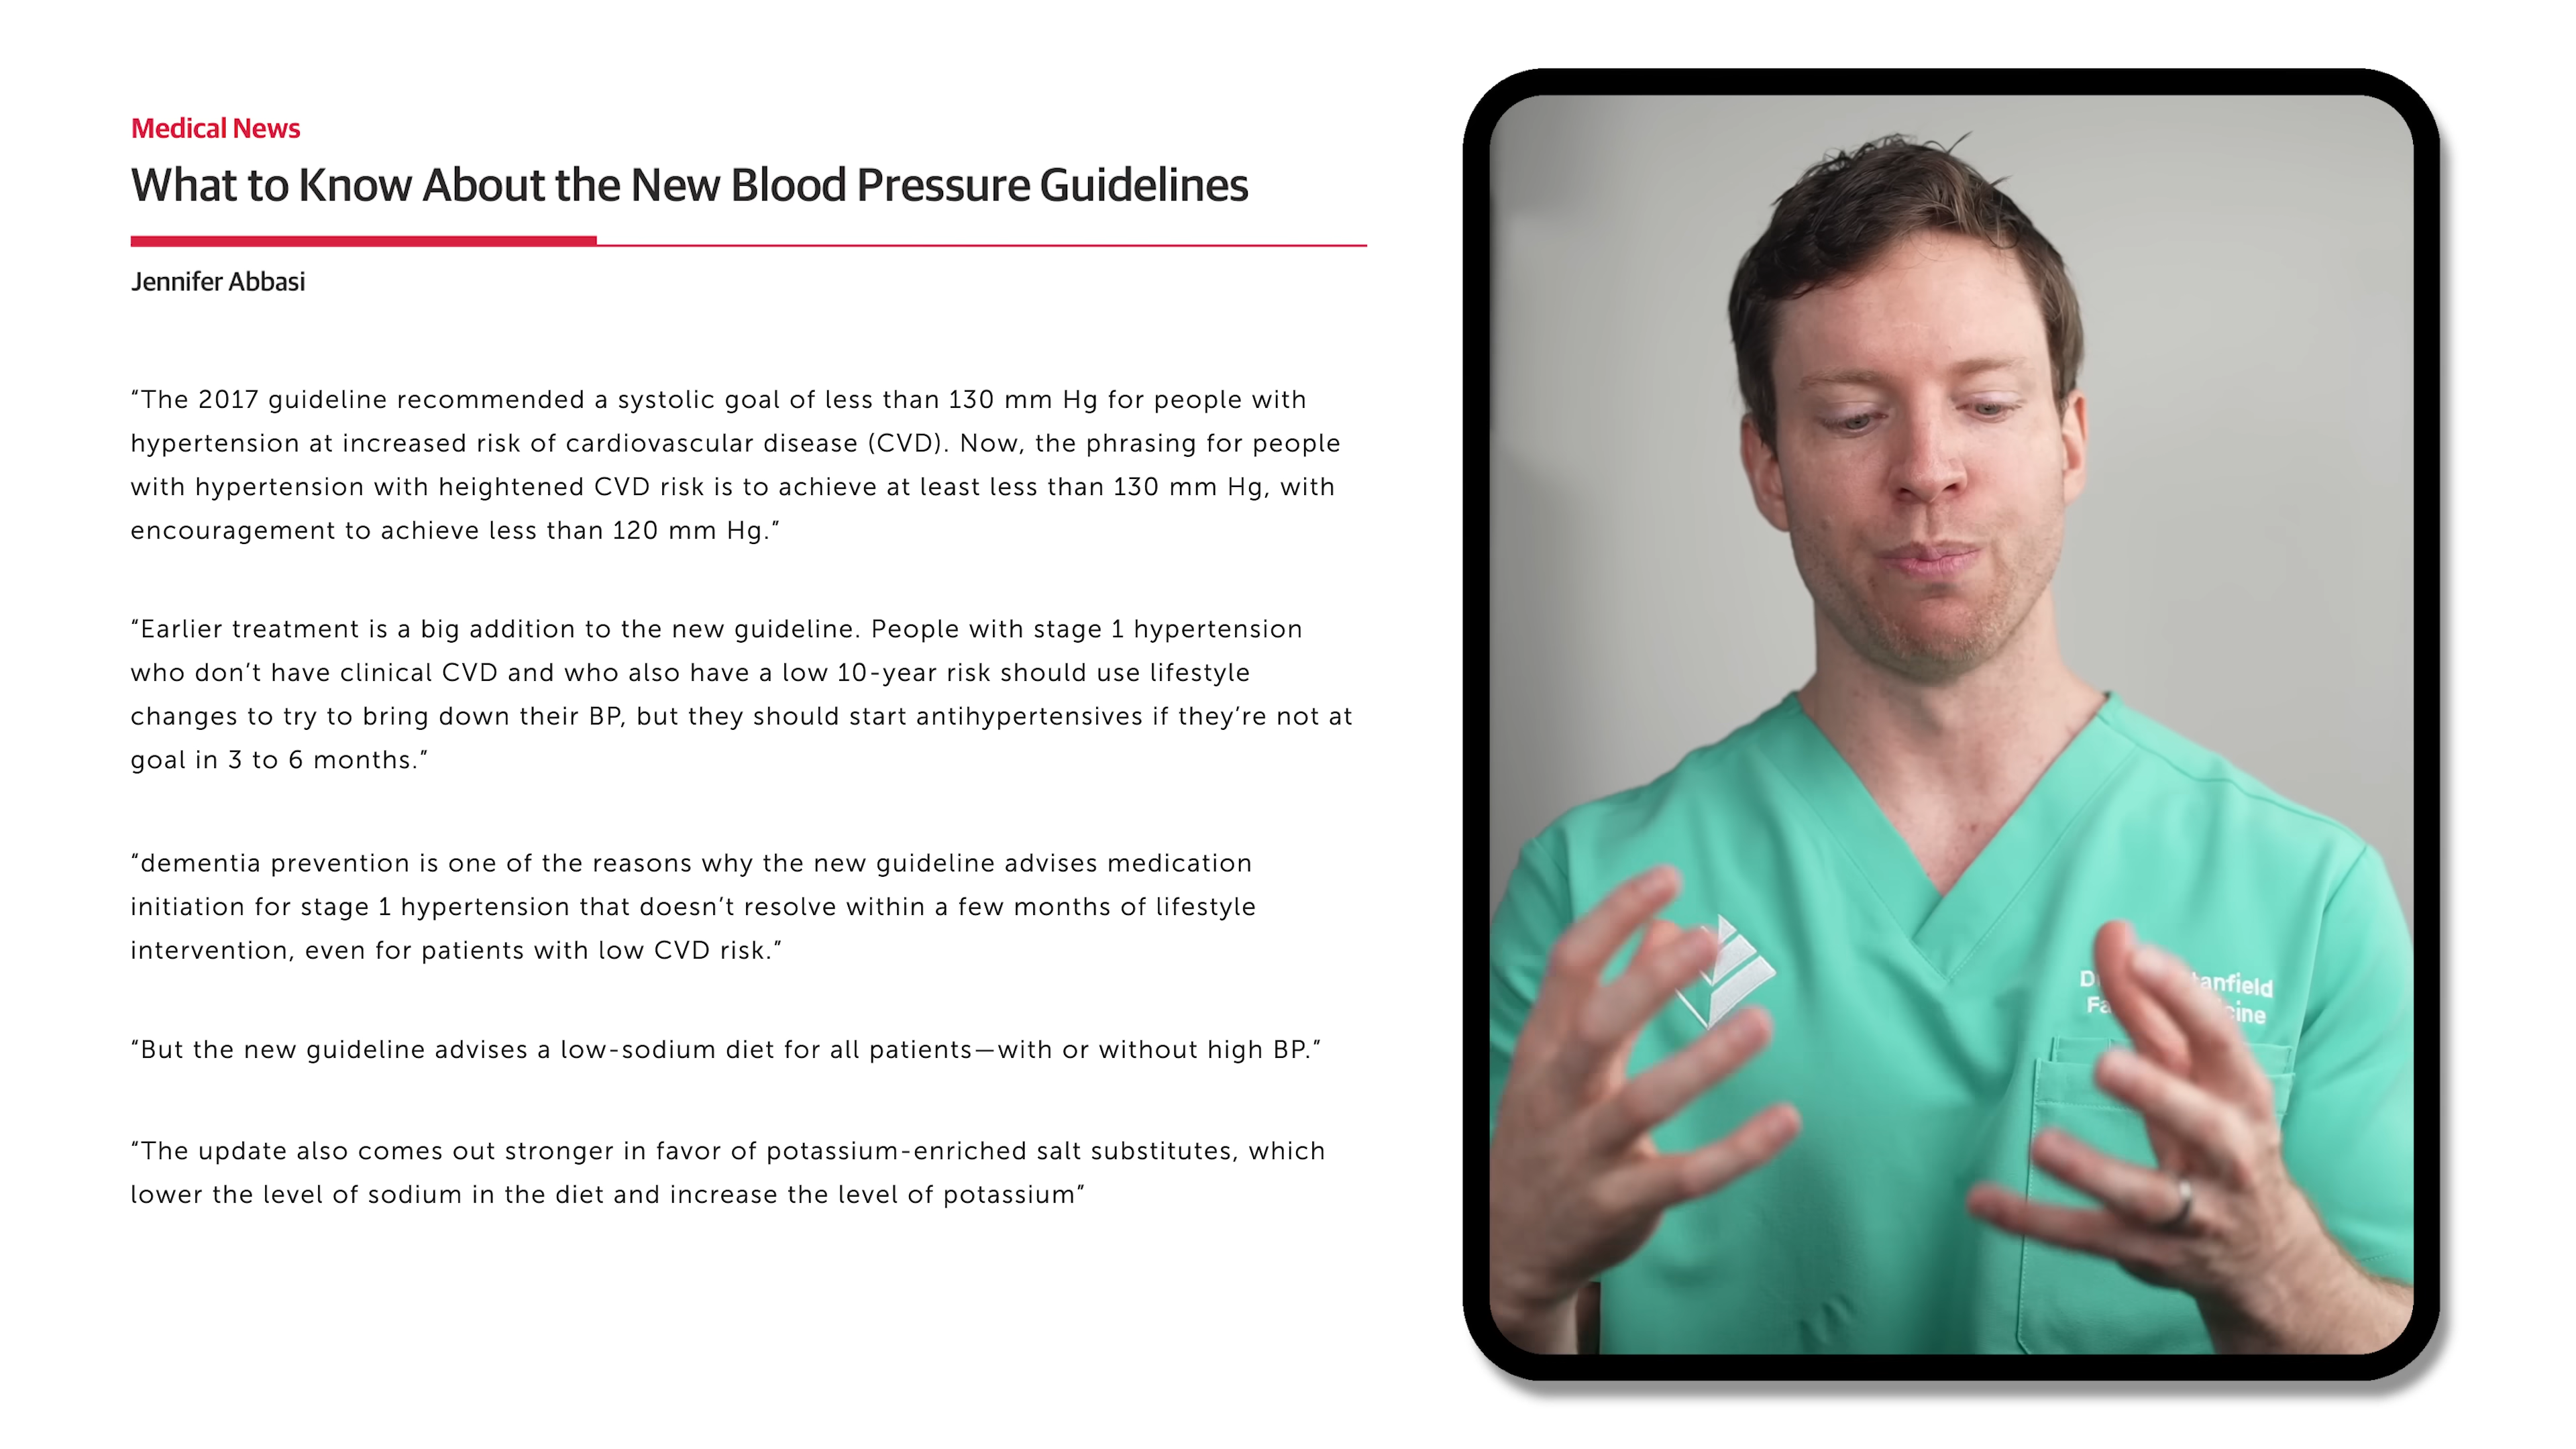 Medical News
What to Know About the New Blood Pressure Guidelines
Jennifer Abbasi
“The 2017 guideline recommended a systolic goal of less than 130 mm Hg for people with
hypertension at increased risk of cardiovascular disease (CVD). Now, the phrasing for people
with hypertension with heightened CVD risk is to achieve at least less than 130 mm Hg, with
encouragement to achieve less than 120 mm Hg.”
“Earlier treatment is a big addition to the new guideline. People with stage 1 hypertension
who don’t have clinical CVD and who also have a low 10-year risk should use lifestyle
changes to try to bring down their BP, but they should start antihypertensives if they’re not at
goal in 3 to 6 months.”
“dementia prevention is one of the reasons why the new guideline advises medication
initiation for stage 1 hypertension that doesn’t resolve within a few months of lifestyle
intervention, even for patients with low CVD risk.”
“But the new guideline advises a low-sodium diet for all patients—with or without high BP.”
“The update also comes out stronger in favor of potassium-enriched salt substitutes, which
lower the level of sodium in the diet and increase the level of potassium”